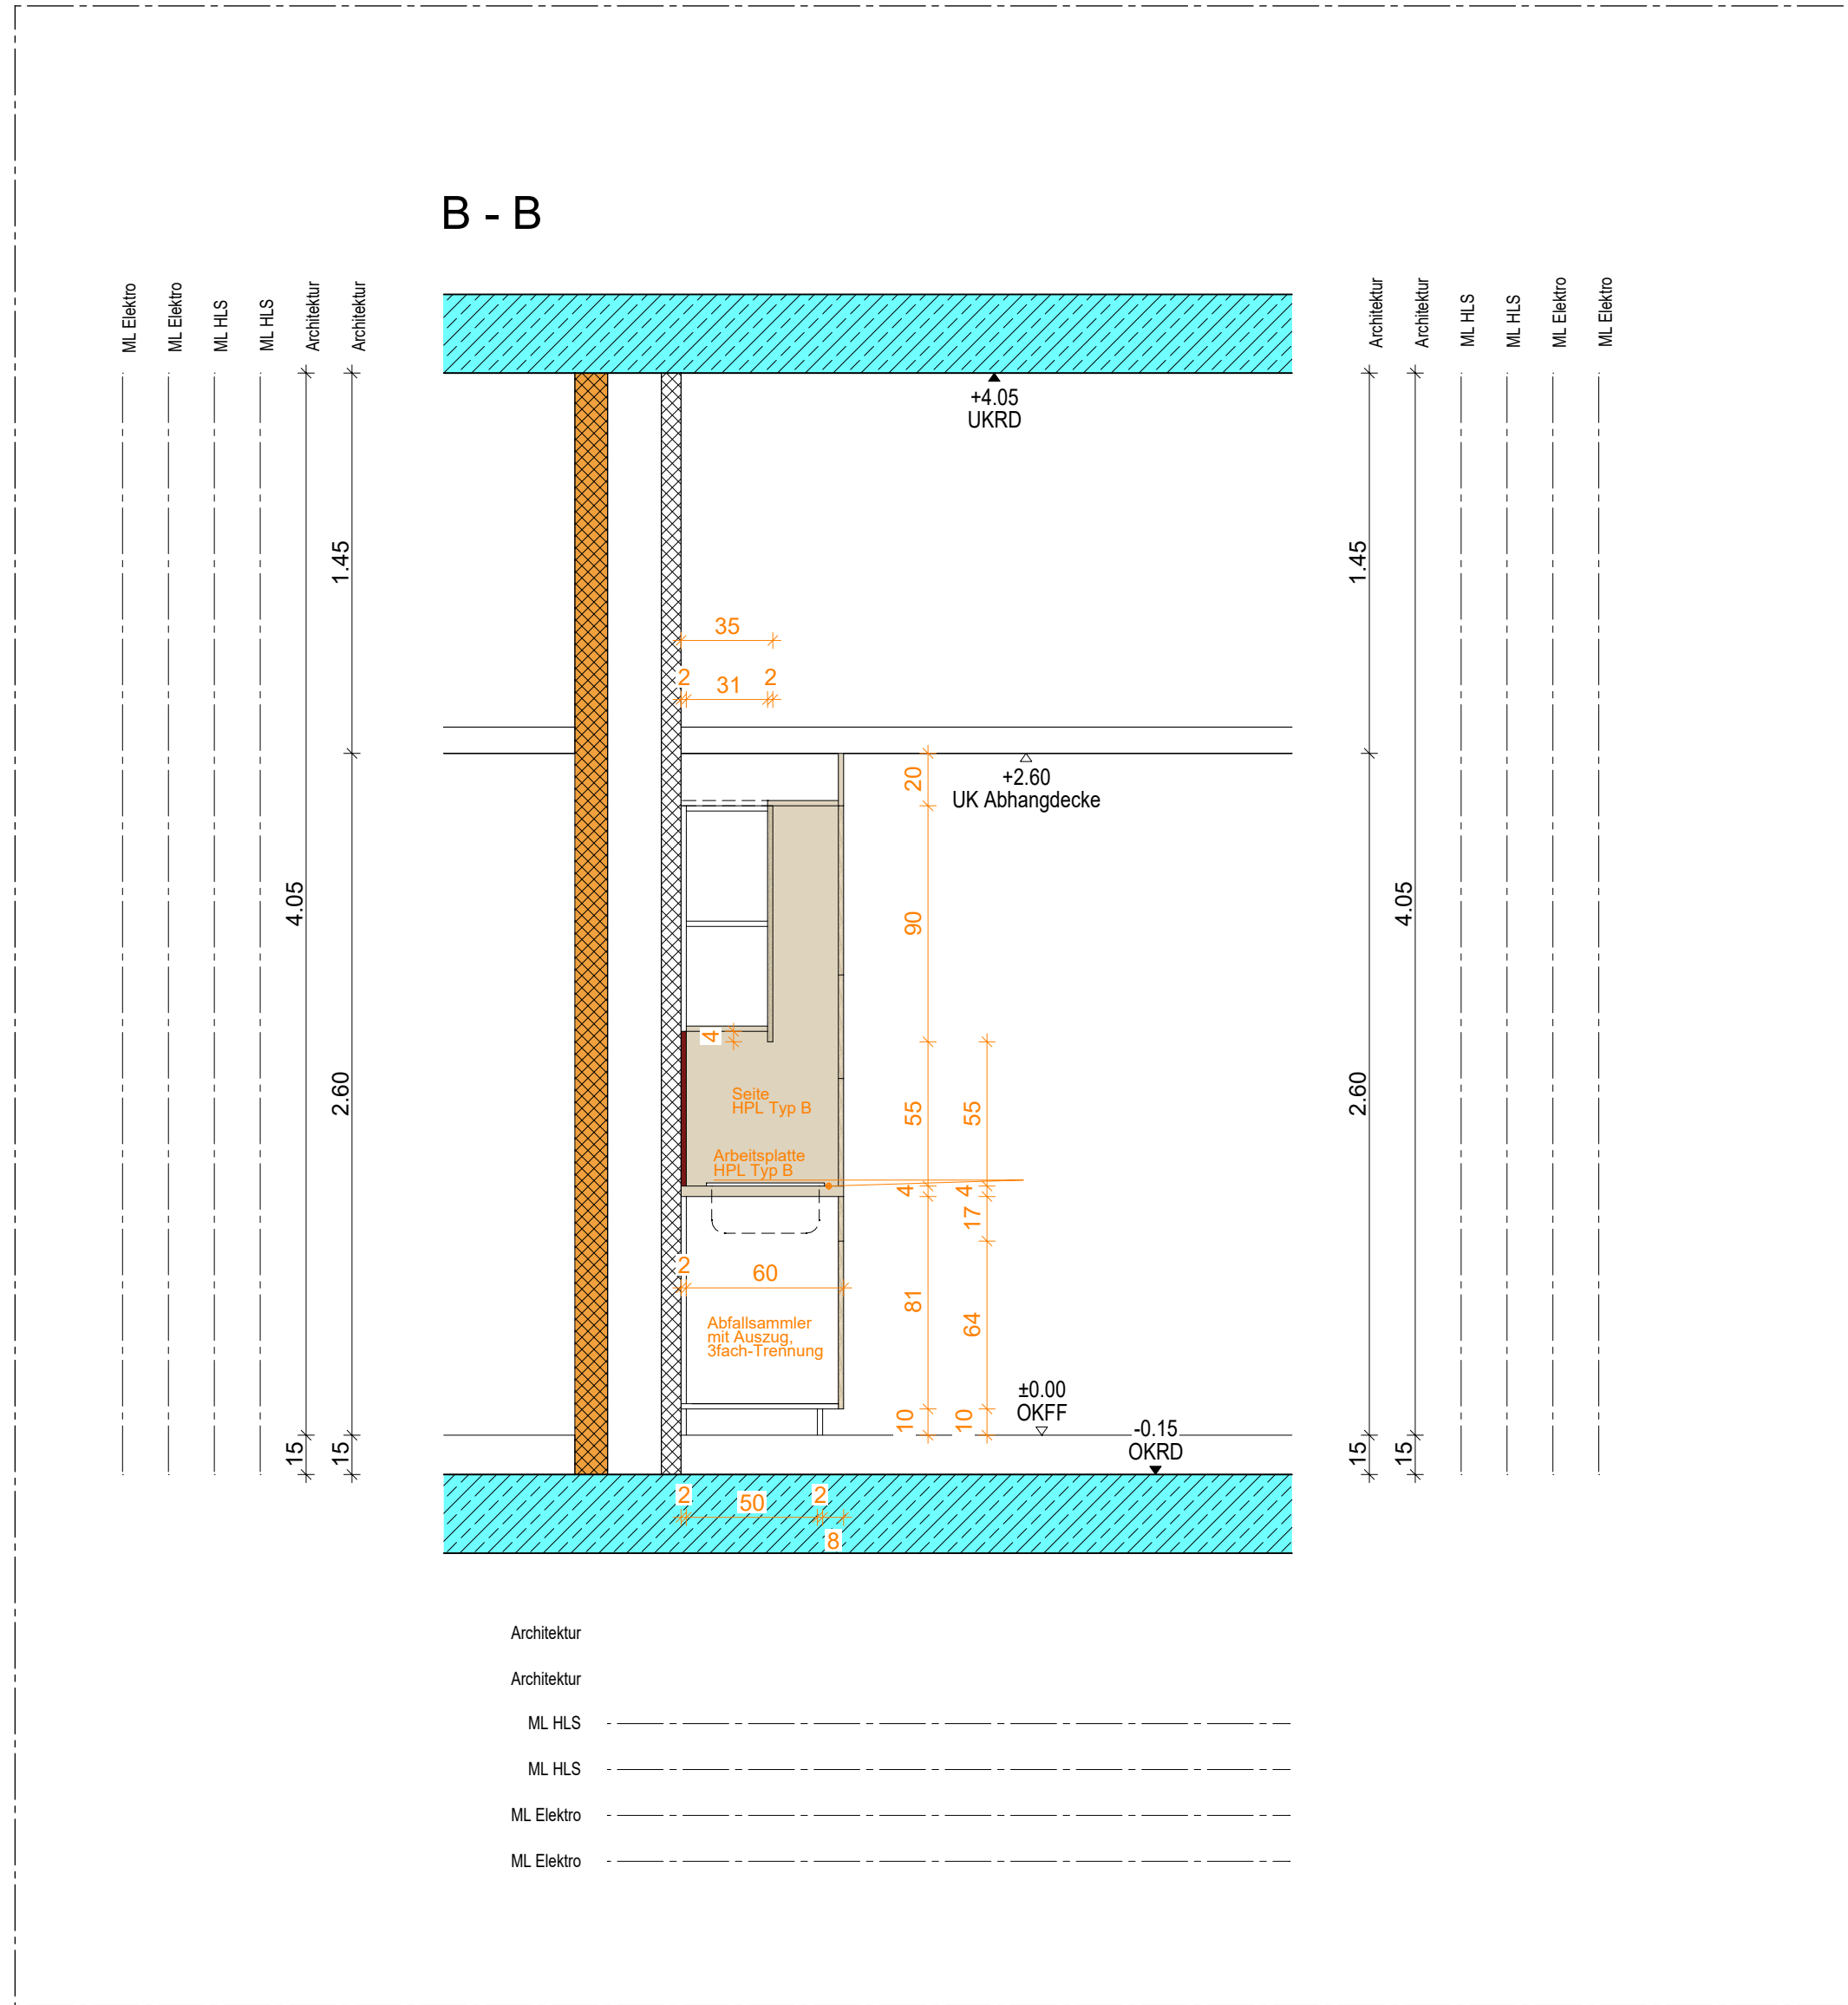 B - B
ML Elektro
ML Elektro
ML HLS
ML HLS
Architektur
Architektur
Architektur
Architektur
ML HLS
ML HLS
ML Elektro
ML Elektro
+4.05
UKRD
1.45
1.45
35
2
31
2
+2.60
UK Abhangdecke
20
4.05
90
4.05
4
2.60
Seite
HPL Typ B
55
55
2.60
Arbeitsplatte
HPL Typ B
4
4
17
2
60
81
64
Abfallsammler
mit Auszug,
3fach-Trennung
±0.00
OKFF
10
10
-0.15
OKRD
15
15
15
15
2
50
2
8
Architektur
Architektur
ML HLS
ML HLS
ML Elektro
ML Elektro